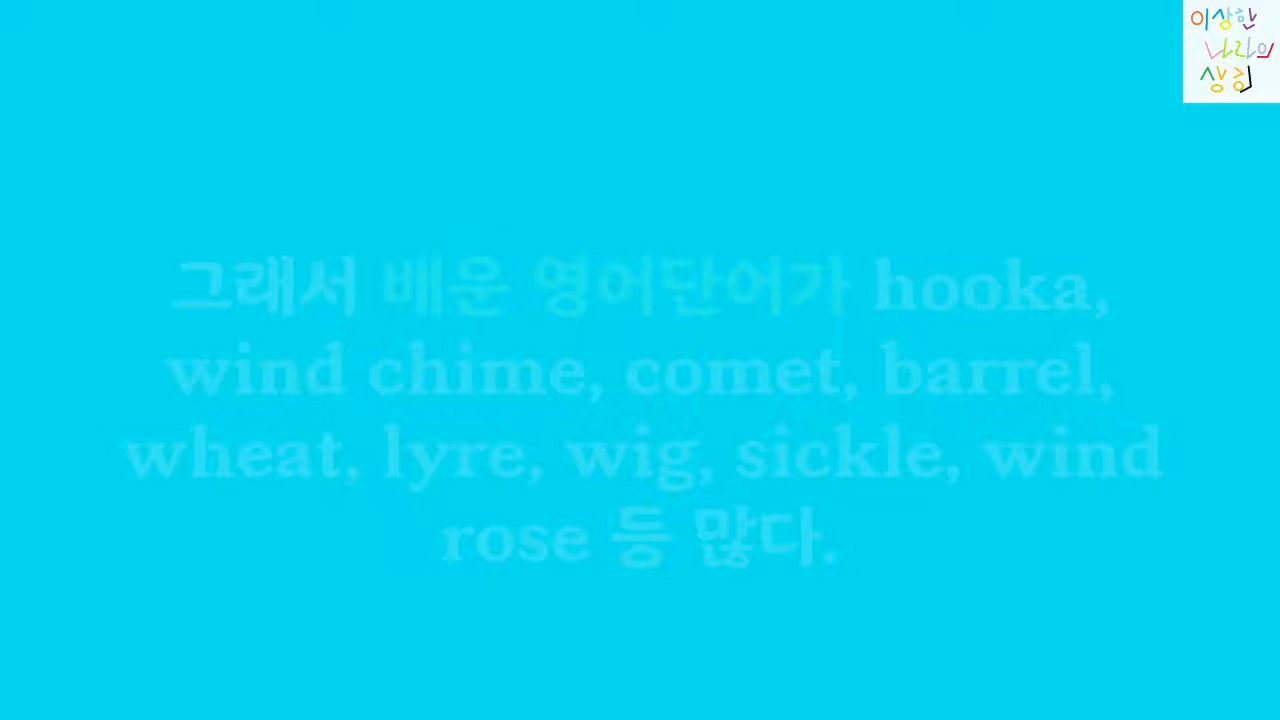 이상한
나라의
상회
그래서 배운 영어단어가 hooka,
wind chime, comet, barrel,
wheat, lyre, wig, sickle, wind
rose 등 많다.